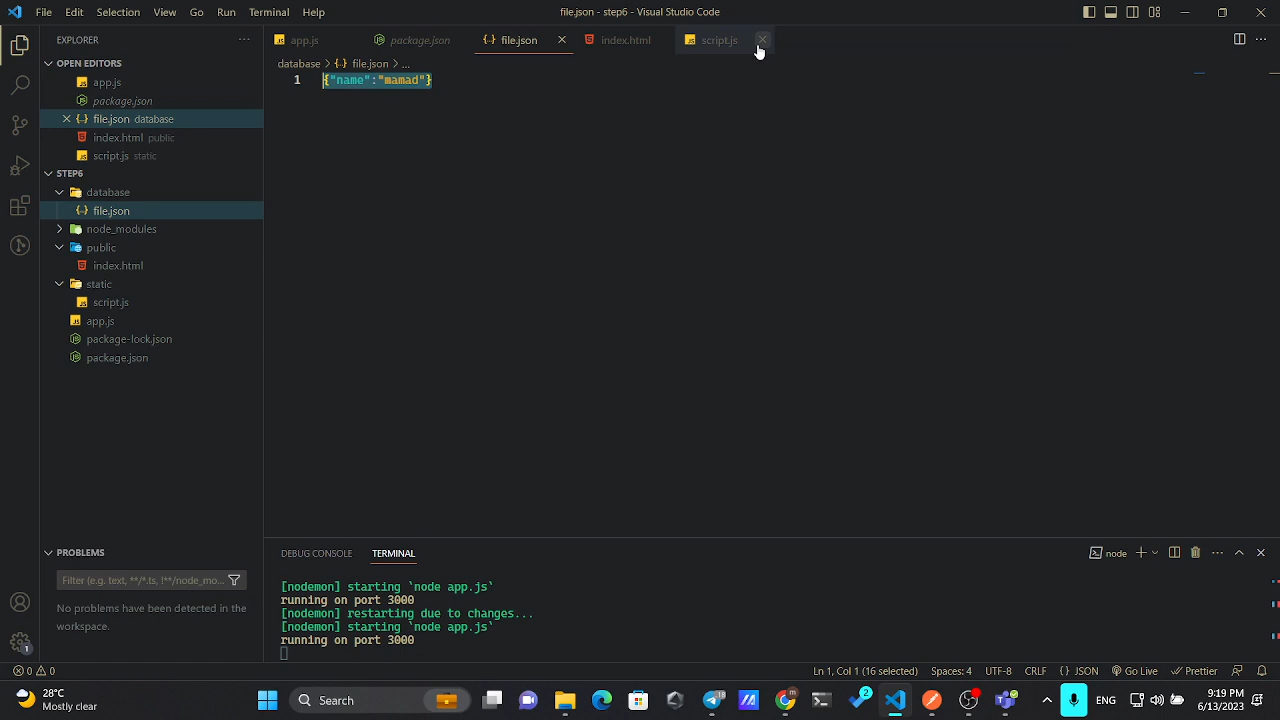 File Edit Selection View Go Run Terminal Help
file.json - step6 - Visual Studio Code
EXPLORER
OPEN EDITORS
app.js
package.json
file.json database
index.html public
script.js static
STEP6
database
file.json
node_modules
public
index.html
static
script.js
app.js
package-lock.json
package.json
PROBLEMS
Filter (e.g. text, **/*.ts, !**/node_mo...
No problems have been detected in the
workspace.
app.js package.json file.json index.html script.js
database > file.json > ...
1 {"name":"mamad"}
DEBUG CONSOLE TERMINAL
node
[nodemon] starting `node app.js`
running on port 3000
[nodemon] restarting due to changes...
[nodemon] starting `node app.js`
running on port 3000
0 0
Ln 1, Col 1 (16 selected) Spaces: 4 UTF-8 CRLF {} JSON Go Live Prettier
28°C
Mostly clear
Search
18
m
2
ENG
9:19 PM
6/13/2023
1